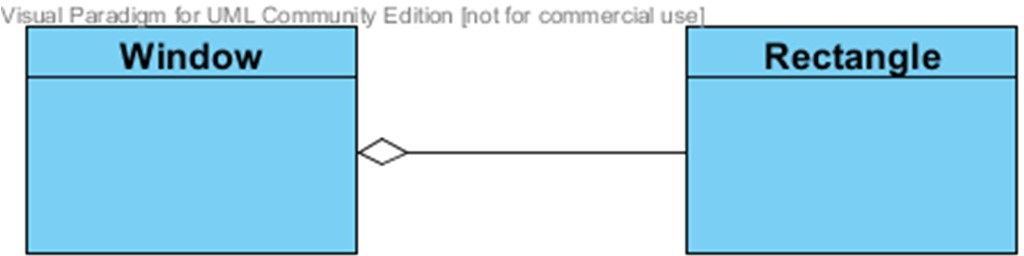 Visual Paradigm for UML Community Edition [not for commercial use]
Window
Rectangle